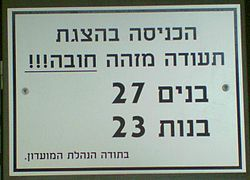 הכניסה בהצגת
תעודה מזהה חובה!!!
בנים 27
בנות 23
בתודה הנהלת המועדון.